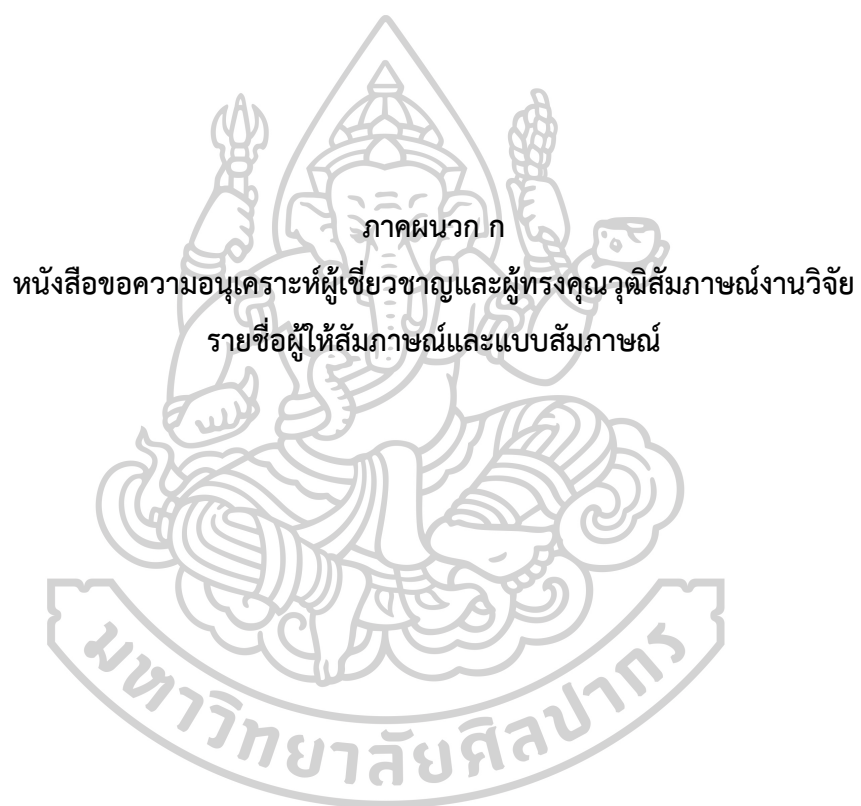 ภาคผนวก ก
หนังสือขอความอนุเคราะห์ผู้เชี่ยวชาญและผู้ทรงคุณวุฒิสัมภาษณ์งานวิจัย
รายชื่อผู้ให้สัมภาษณ์และแบบสัมภาษณ์
มหาวิทยาลัยศิลปากร